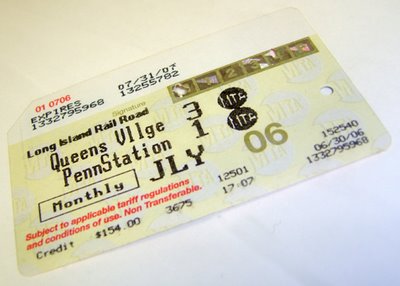 01 0706
EXPIRES 07/31/07
1332795968 13255782
Signature
Long Island Rail Road
Queens Vllge 3 MTA
PennStation 1
Monthly JLY 06
Subject to applicable tariff regulations
and conditions of use. Non Transferable.
Credit $154.00 3675 17:07
12501
152540
06/30/06
1332795968